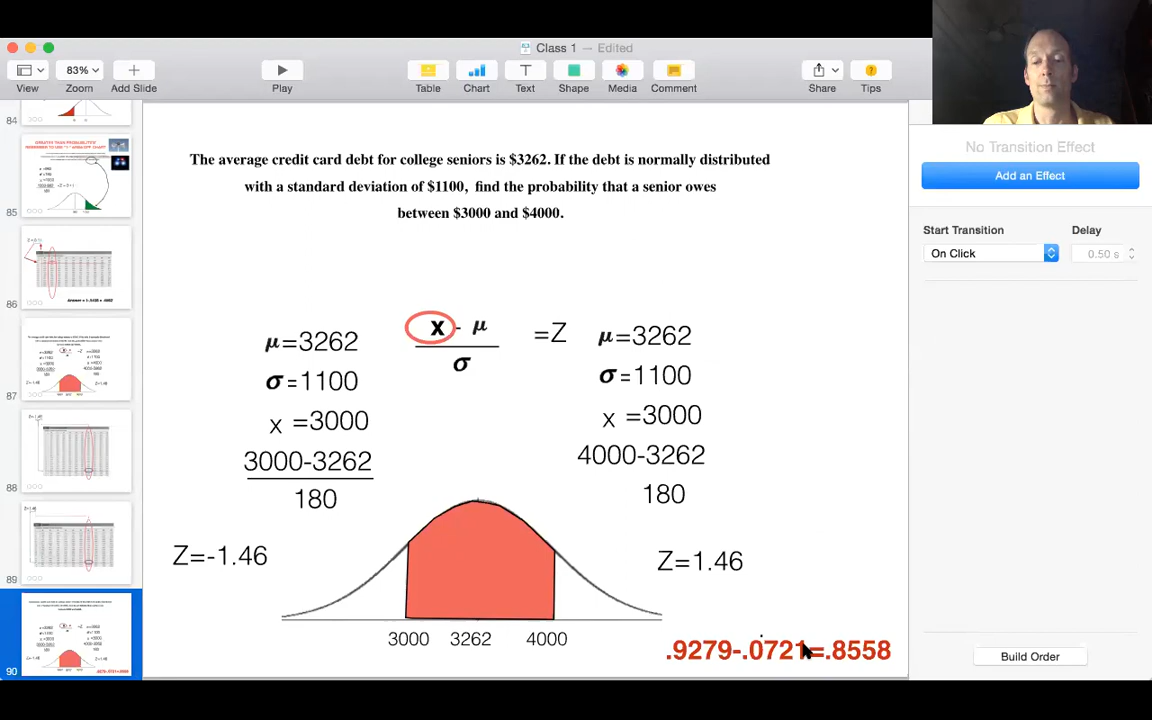 Class 1 — Edited
83%
View
Zoom
Add Slide
Play
Table
Chart
Text
Shape
Media
Comment
Share
Tips
84
85
86
87
88
89
90
The average credit card debt for college seniors is $3262. If the debt is normally distributed
with a standard deviation of $1100, find the probability that a senior owes
between $3000 and $4000.
μ=3262
σ=1100
x =3000
3000-3262
180
Z=-1.46
x - μ
σ
=Z
μ=3262
σ=1100
x =3000
4000-3262
180
Z=1.46
3000 3262 4000
.9279-.0721=.8558
No Transition Effect
Add an Effect
Start Transition
Delay
On Click
0.50 s
Build Order